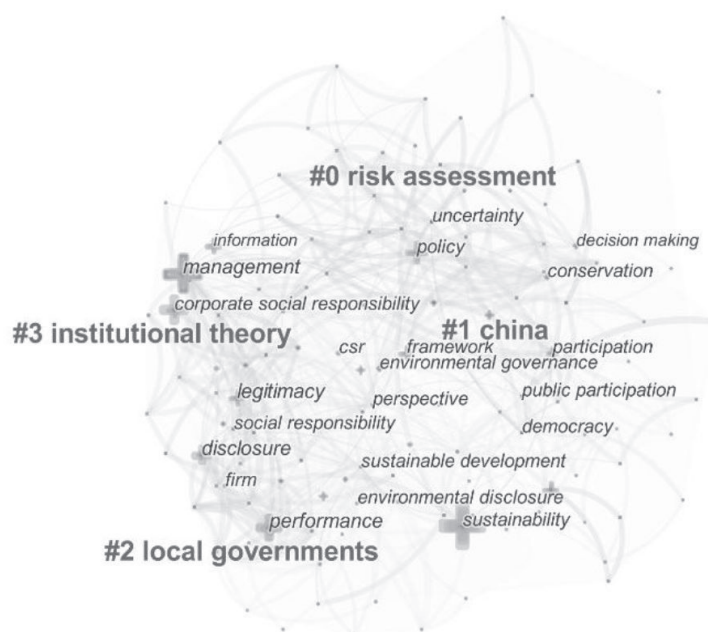 #0 risk assessment
uncertainty
information
policy
decision making
management
conservation
corporate social responsibility
#3 institutional theory
#1 china
csr
framework
participation
environmental governance
legitimacy
perspective
public participation
social responsibility
democracy
disclosure
sustainable development
firm
environmental disclosure
performance
sustainability
#2 local governments